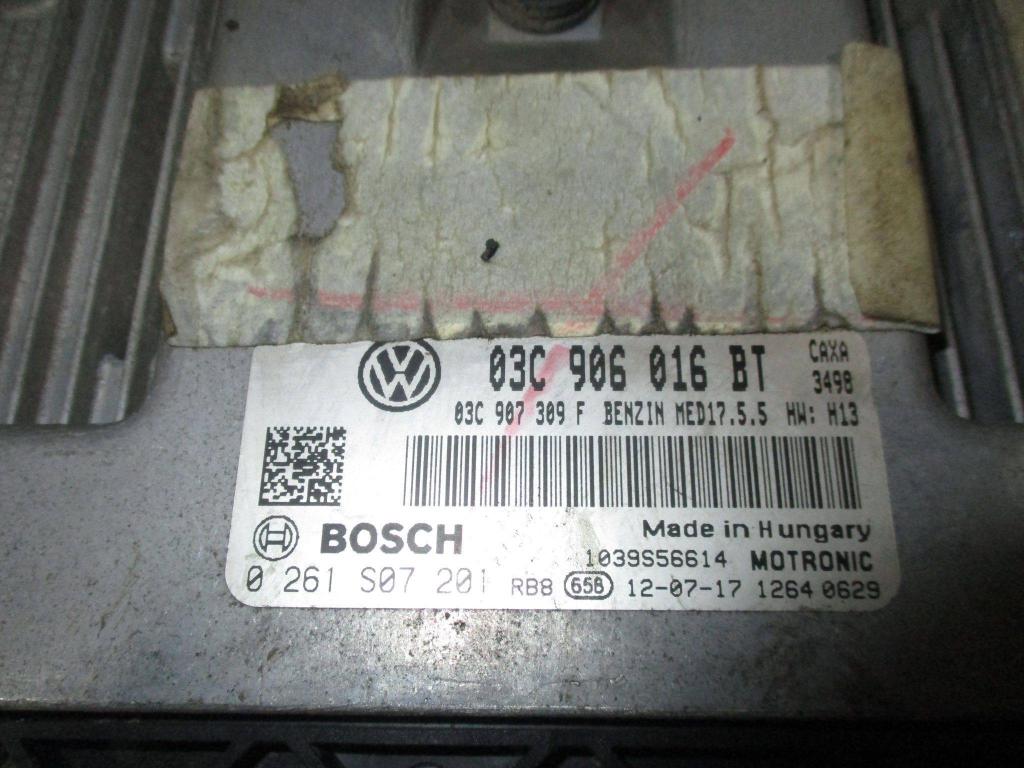 03C 906 016 BT CAXA
3498
03C 907 309 F BENZIN MED17.5.5 HW: H13
BOSCH Made in Hungary
1039S56614 MOTRONIC
0 261 S07 201 RB8 65B 12-07-17 1264 0629